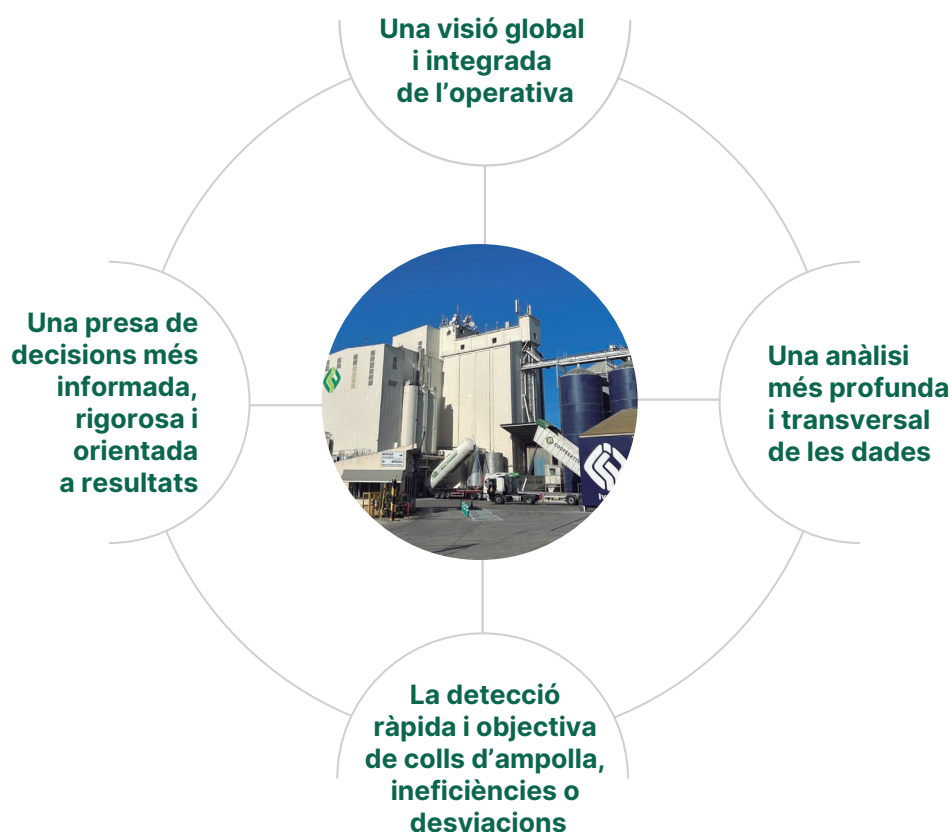 Una visió global
i integrada
de l’operativa
Una presa de
decisions més
informada,
rigorosa i
orientada
a resultats
Una anàlisi
més profunda
i transversal
de les dades
La detecció
ràpida i objectiva
de colls d’ampolla,
ineficiències o
desviacions